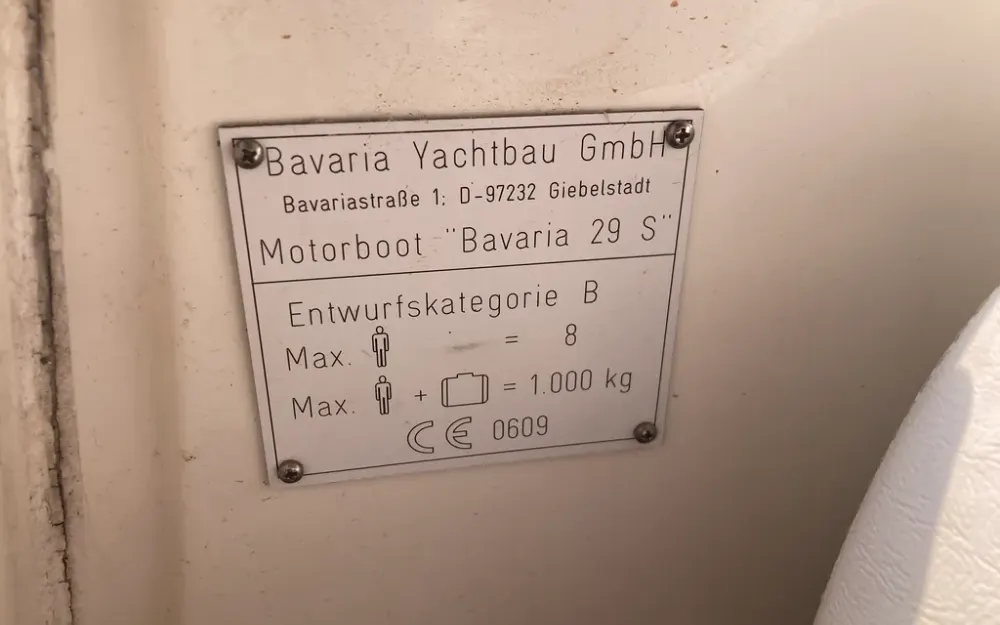 Bavaria Yachtbau GmbH
Bavariastraße 1; D-97232 Giebelstadt
Motorboot "Bavaria 29 S"
Entwurfskategorie B
Max. = 8
Max. + = 1.000 kg
CE 0609